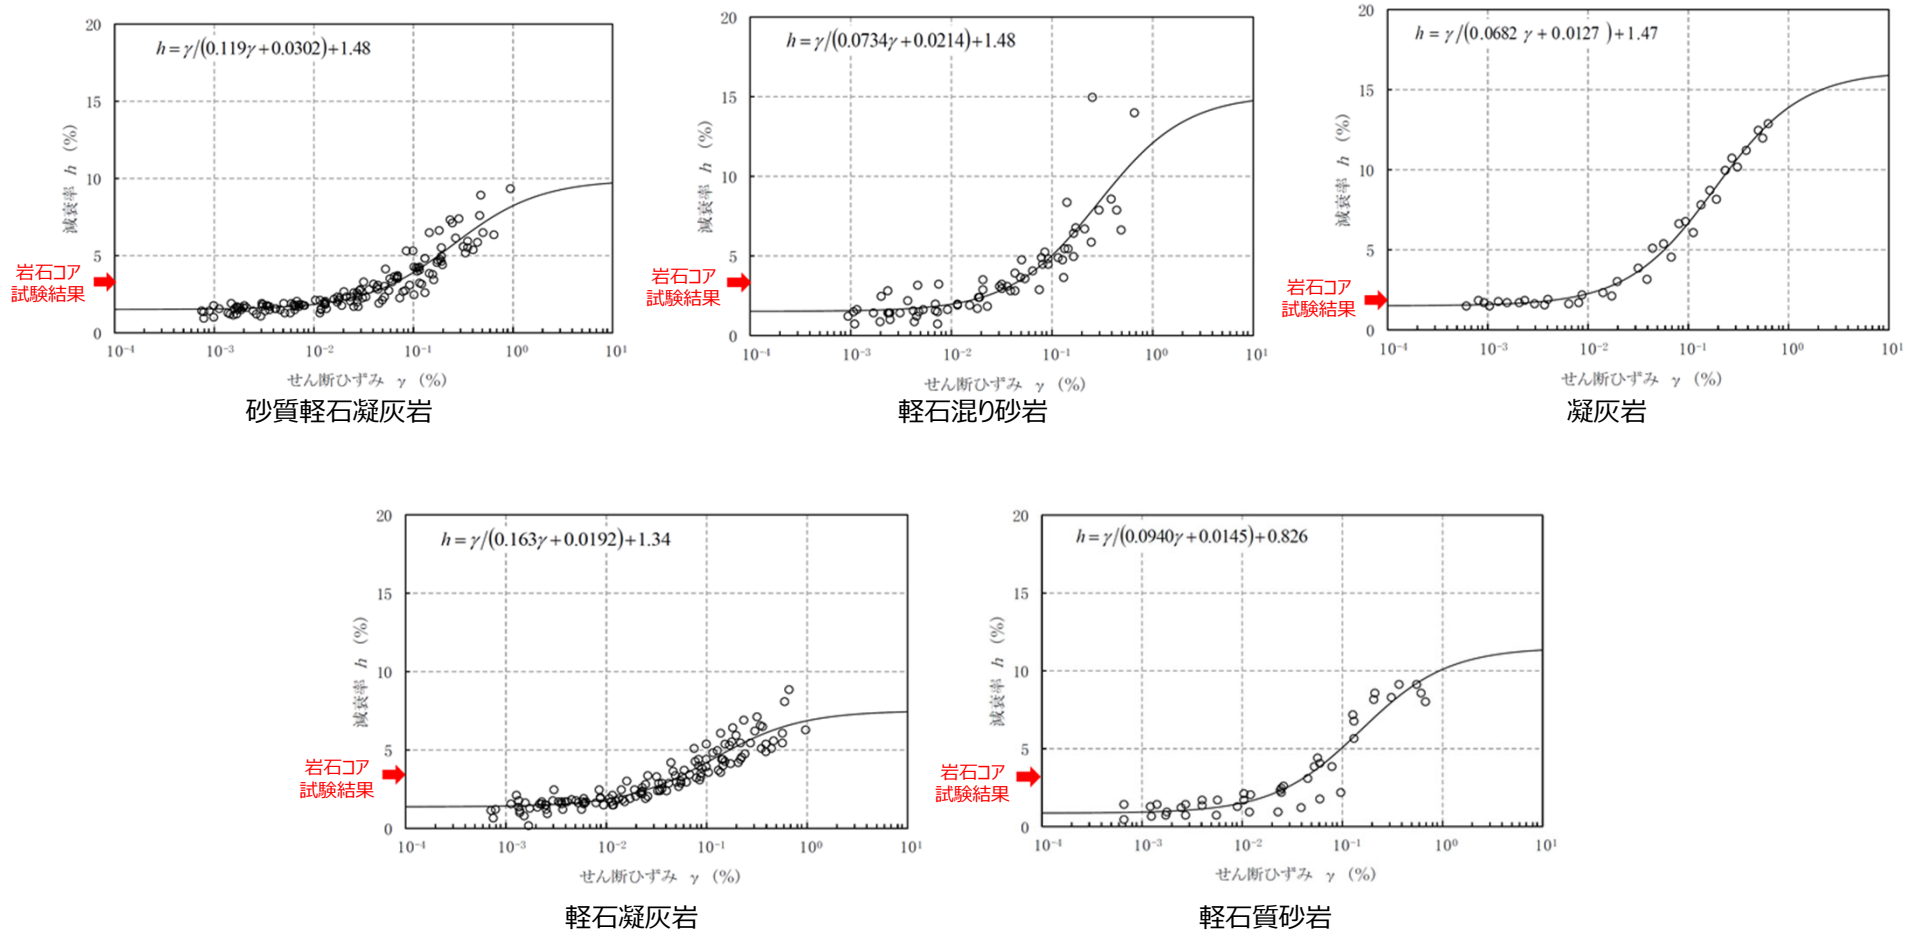 20
15
10
5
0
h=γ/(0.119γ+0.0302)+1.48
減衰率 h (%)
岩石コア
試験結果
10⁻⁴ 10⁻³ 10⁻² 10⁻¹ 10⁰ 10¹
せん断ひずみ γ (%)
砂質軽石凝灰岩
20
15
10
5
0
h=γ/(0.0734γ+0.0214)+1.48
減衰率 h (%)
岩石コア
試験結果
10⁻⁴ 10⁻³ 10⁻² 10⁻¹ 10⁰ 10¹
せん断ひずみ γ (%)
軽石混り砂岩
20
15
10
5
0
h=γ/(0.0682 γ+0.0127 )+1.47
減衰率 h (%)
岩石コア
試験結果
10⁻⁴ 10⁻³ 10⁻² 10⁻¹ 10⁰ 10¹
せん断ひずみ γ (%)
凝灰岩
20
15
10
5
0
h=γ/(0.163γ+0.0192)+1.34
減衰率 h (%)
岩石コア
試験結果
10⁻⁴ 10⁻³ 10⁻² 10⁻¹ 10⁰ 10¹
せん断ひずみ γ (%)
軽石凝灰岩
20
15
10
5
0
h=γ/(0.0940γ+0.0145)+0.826
減衰率 h (%)
岩石コア
試験結果
10⁻⁴ 10⁻³ 10⁻² 10⁻¹ 10⁰ 10¹
せん断ひずみ γ (%)
軽石質砂岩